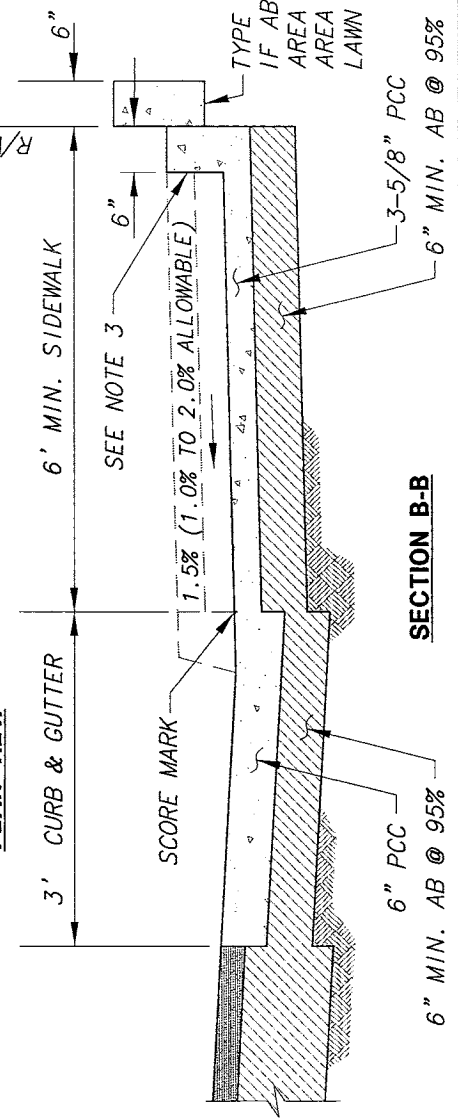 3' CURB & GUTTER
6' MIN. SIDEWALK
6"
R/
SEE NOTE 3
6"
SCORE MARK
1.5% (1.0% TO 2.0% ALLOWABLE)
TYPE
IF AB
AREA
AREA
LAWN
3-5/8" PCC
6" MIN. AB @ 95%
6" PCC
6" MIN. AB @ 95%
SECTION B-B